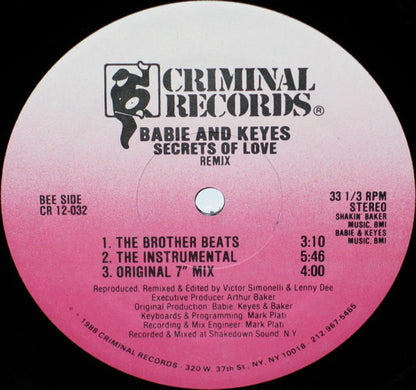 CRIMINAL
RECORDS®
BABIE AND KEYES
SECRETS OF LOVE
REMIX
BEE SIDE
CR 12-032
33 1/3 RPM
STEREO
SHAKIN' BAKER
MUSIC, BMI
BABIE & KEYES
MUSIC, BMI
1. THE BROTHER BEATS 3:10
2. THE INSTRUMENTAL 5:46
3. ORIGINAL 7" MIX 4:00
Reproduced, Remixed & Edited by Victor Simonelli & Lenny Dee
Executive Producer Arthur Baker
Original Production: Babie, Keyes & Baker
Keyboards & Programming: Mark Plati
Recording & Mix Engineer: Mark Plati
Recorded & Mixed at Shakedown Sound, N.Y.
℗ © 1988 CRIMINAL RECORDS - 320 W. 37th St., NY, NY 10018 212-967-5465